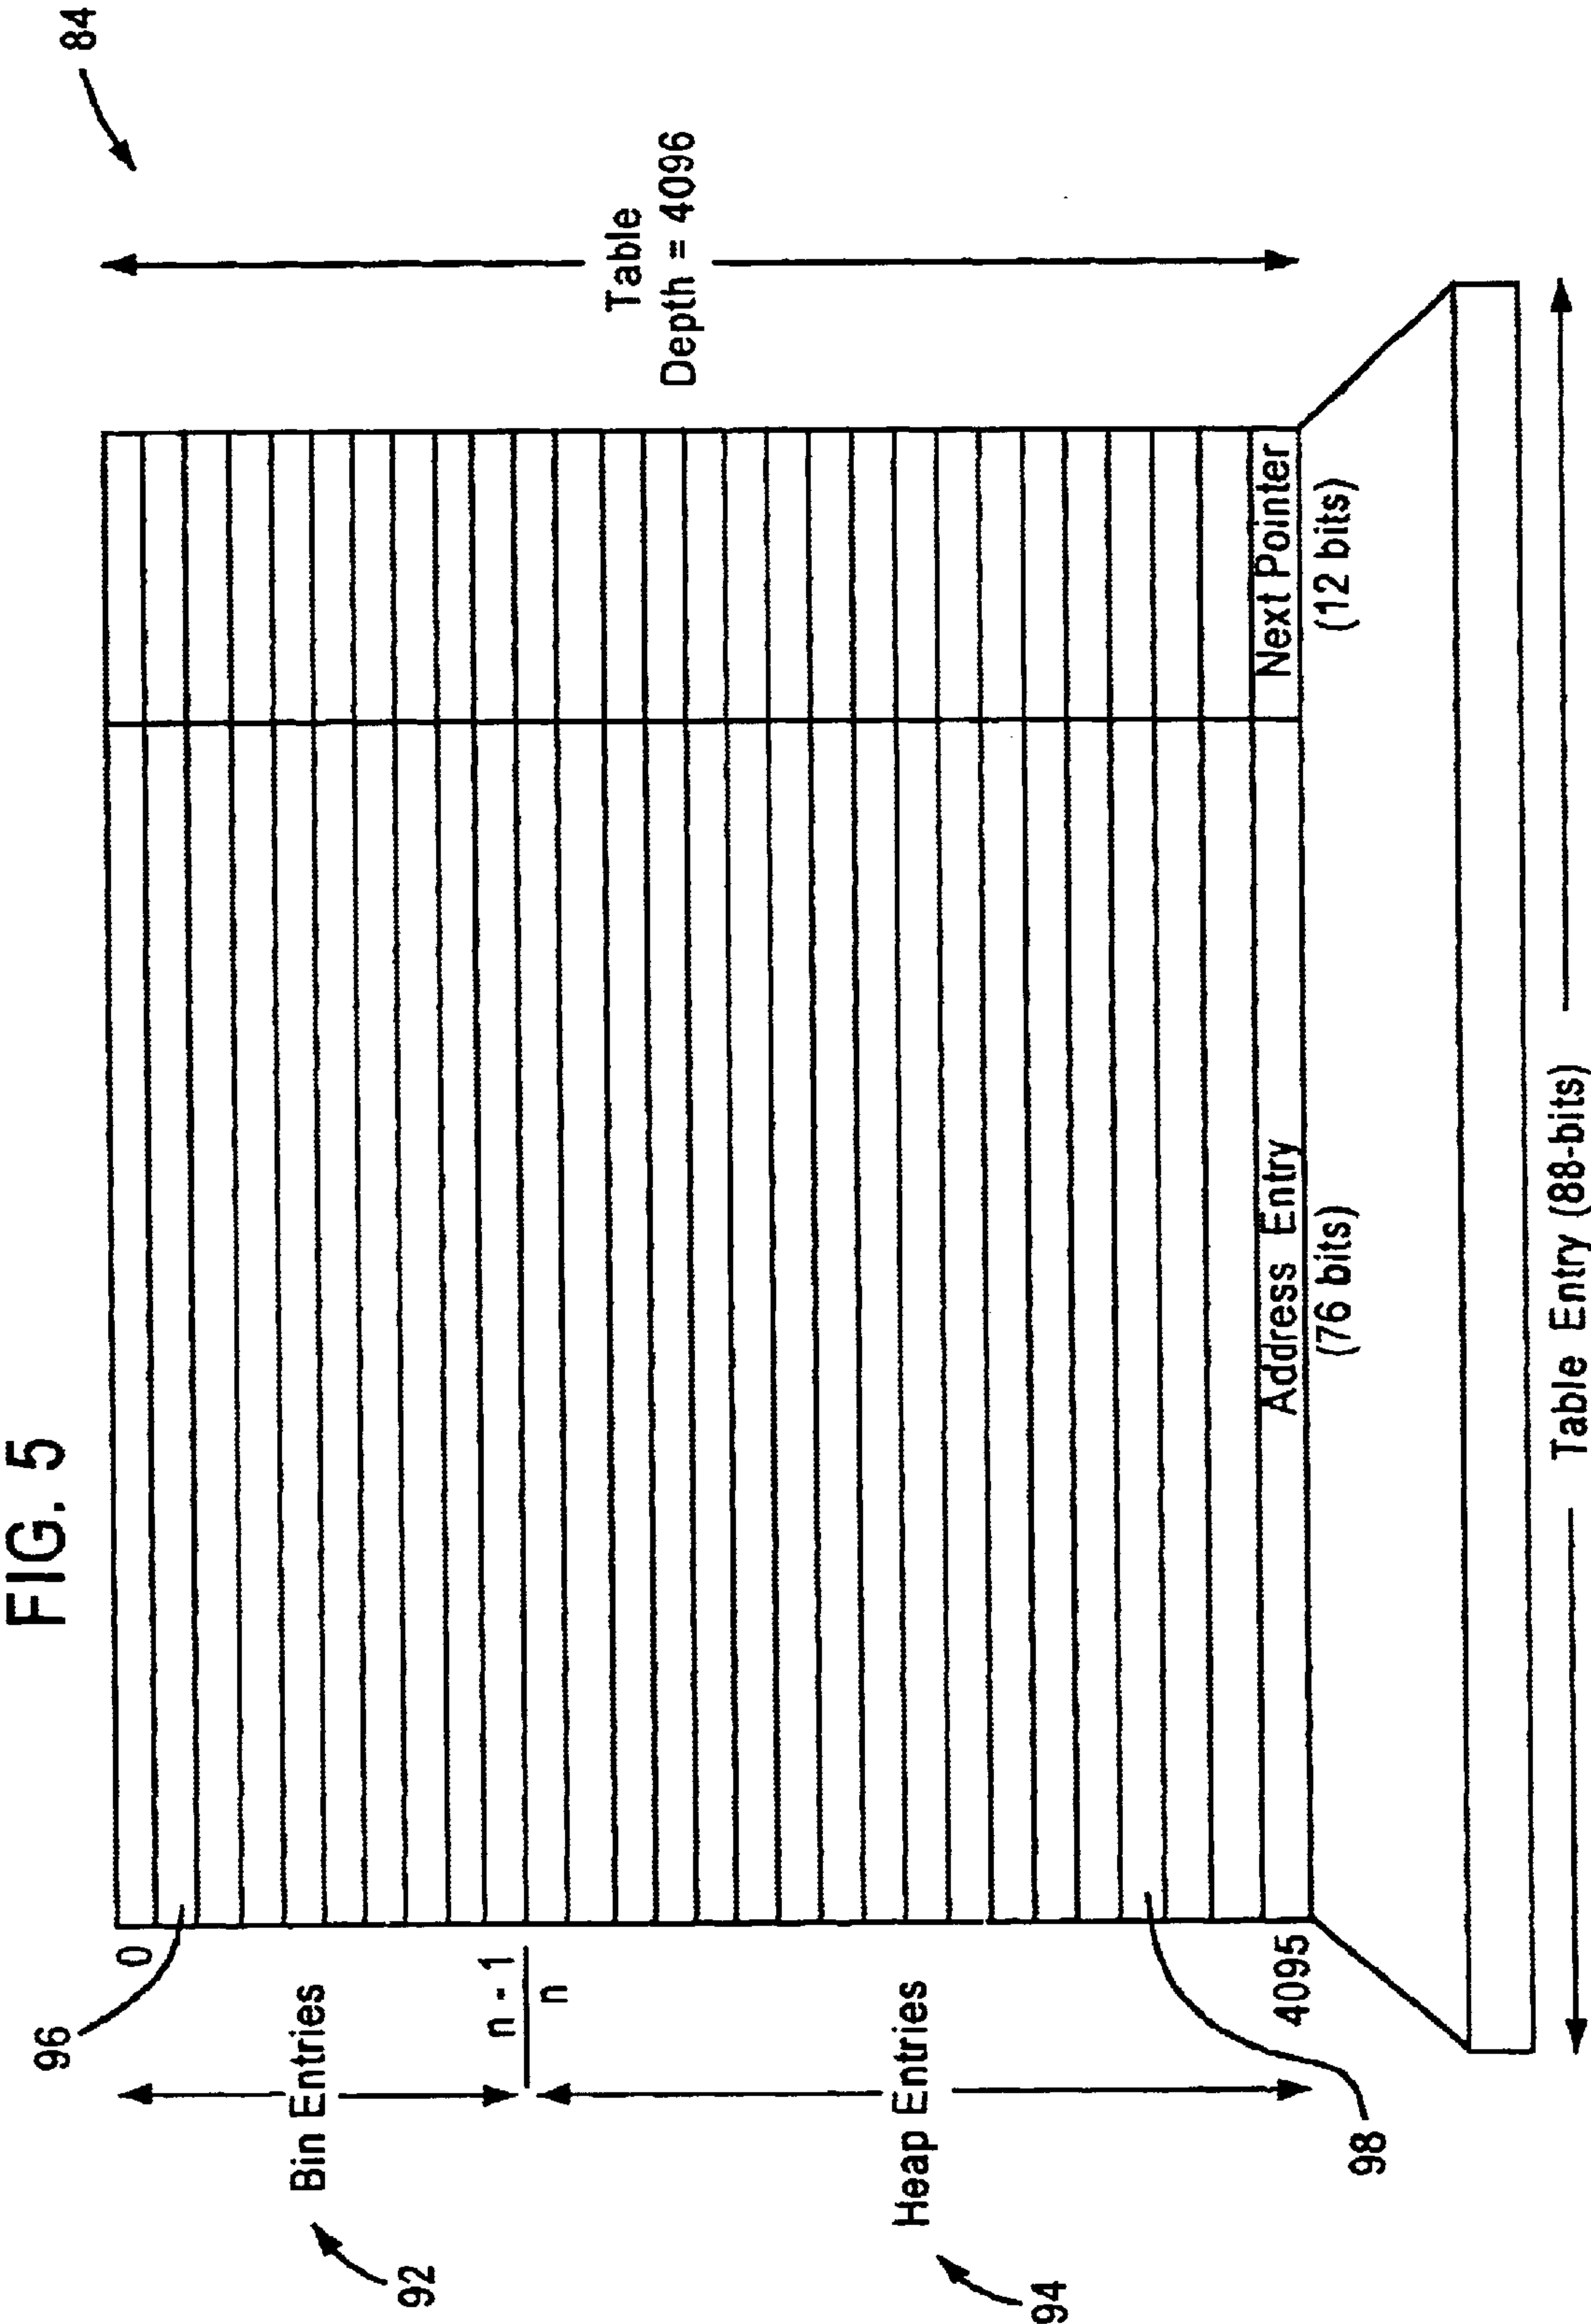 FIG. 5
84
96
0
Bin Entries
92
n - 1
n
Heap Entries
94
4095
98
Table
Depth = 4096
Address Entry
(76 bits)
Next Pointer
(12 bits)
Table Entry (88-bits)